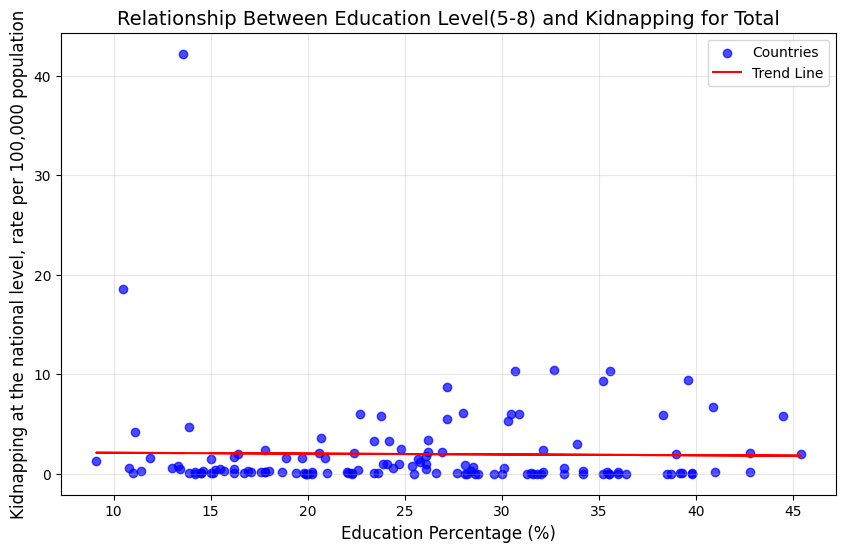 Relationship Between Education Level(5-8) and Kidnapping for Total
Kidnapping at the national level, rate per 100,000 population
40
30
20
10
0
Countries
Trend Line
10 15 20 25 30 35 40 45
Education Percentage (%)